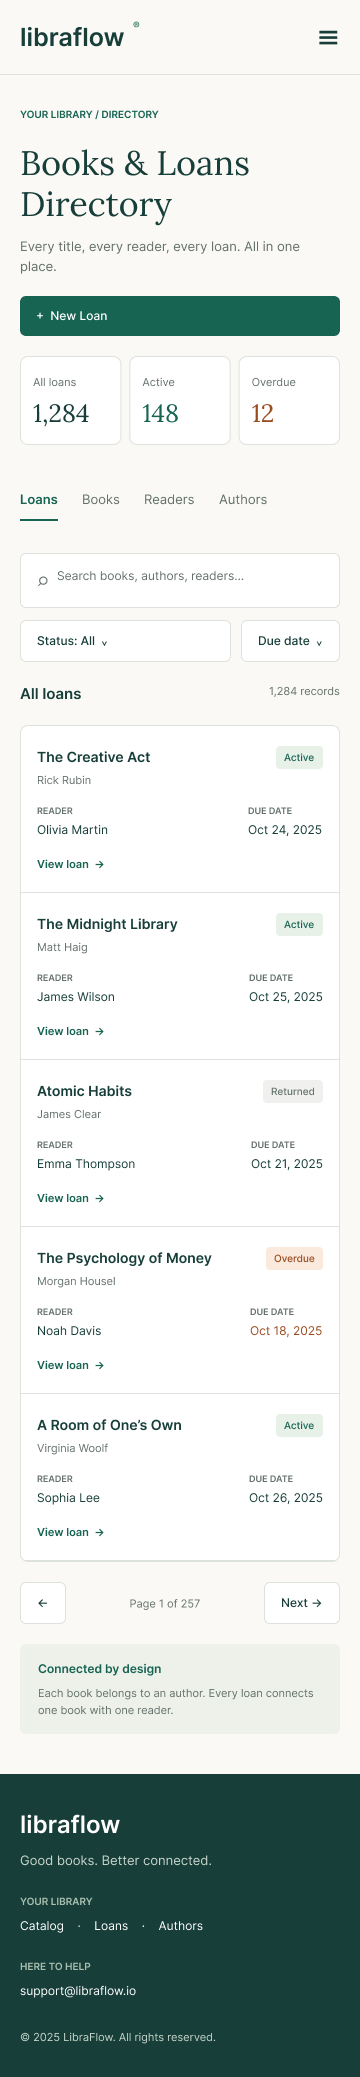 libraflow ®
YOUR LIBRARY / DIRECTORY
Books & Loans
Directory
Every title, every reader, every loan. All in one
place.
+ New Loan
All loans
1,284
Active
148
Overdue
12
Loans Books Readers Authors
Search books, authors, readers...
Status: All
Due date
All loans
1,284 records
The Creative Act
Active
Rick Rubin
READER DUE DATE
Olivia Martin Oct 24, 2025
View loan →
The Midnight Library
Active
Matt Haig
READER DUE DATE
James Wilson Oct 25, 2025
View loan →
Atomic Habits
Returned
James Clear
READER DUE DATE
Emma Thompson Oct 21, 2025
View loan →
The Psychology of Money
Overdue
Morgan Housel
READER DUE DATE
Noah Davis Oct 18, 2025
View loan →
A Room of One’s Own
Active
Virginia Woolf
READER DUE DATE
Sophia Lee Oct 26, 2025
View loan →
← Page 1 of 257 Next →
Connected by design
Each book belongs to an author. Every loan connects
one book with one reader.
libraflow
Good books. Better connected.
YOUR LIBRARY
Catalog · Loans · Authors
HERE TO HELP
support@libraflow.io
© 2025 LibraFlow. All rights reserved.